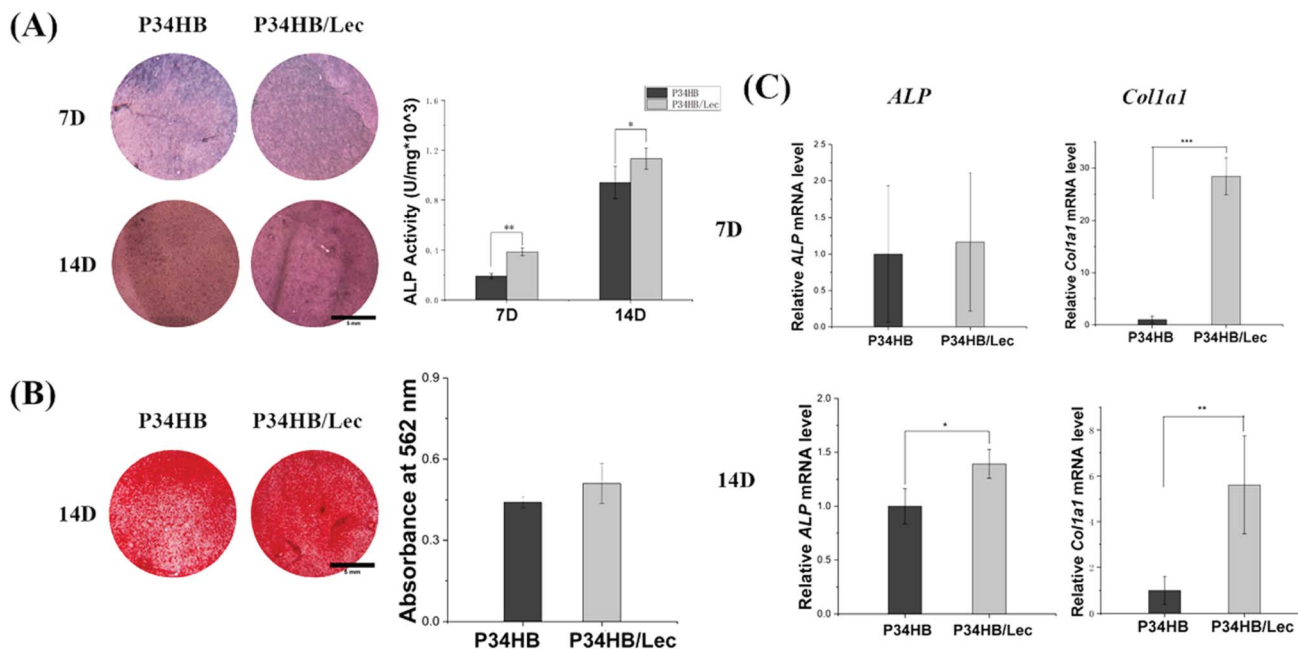 (A)
P34HB P34HB/Lec
7D
14D
5 mm
P34HB
P34HB/Lec
ALP Activity (U/mg*10^3)
1.6
1.2
0.8
0.4
0.0
**
*
7D 14D
(B)
P34HB P34HB/Lec
14D
5 mm
Absorbance at 562 nm
0.9
0.6
0.3
0.0
P34HB P34HB/Lec
(C)
ALP Col1a1
7D
Relative ALP mRNA level
2.5
2.0
1.5
1.0
0.5
0.0
P34HB P34HB/Lec
Relative Col1a1 mRNA level
30
20
10
0
***
P34HB P34HB/Lec
14D
Relative ALP mRNA level
2.0
1.5
1.0
0.5
0.0
*
P34HB P34HB/Lec
Relative Col1a1 mRNA level
8
6
4
2
0
**
P34HB P34HB/Lec